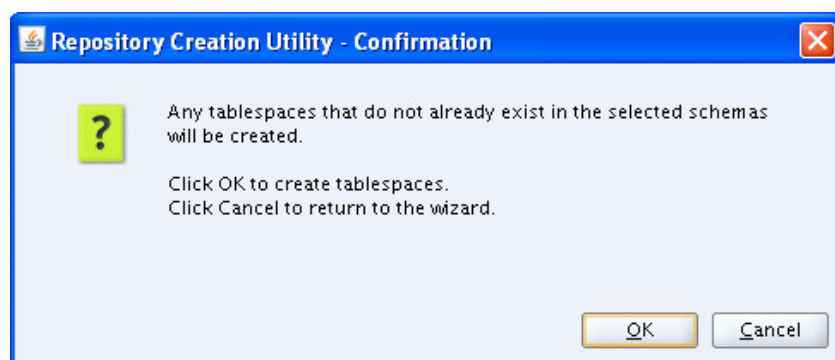 Repository Creation Utility - Confirmation
?
Any tablespaces that do not already exist in the selected schemas
will be created.
Click OK to create tablespaces.
Click Cancel to return to the wizard.
OK
Cancel